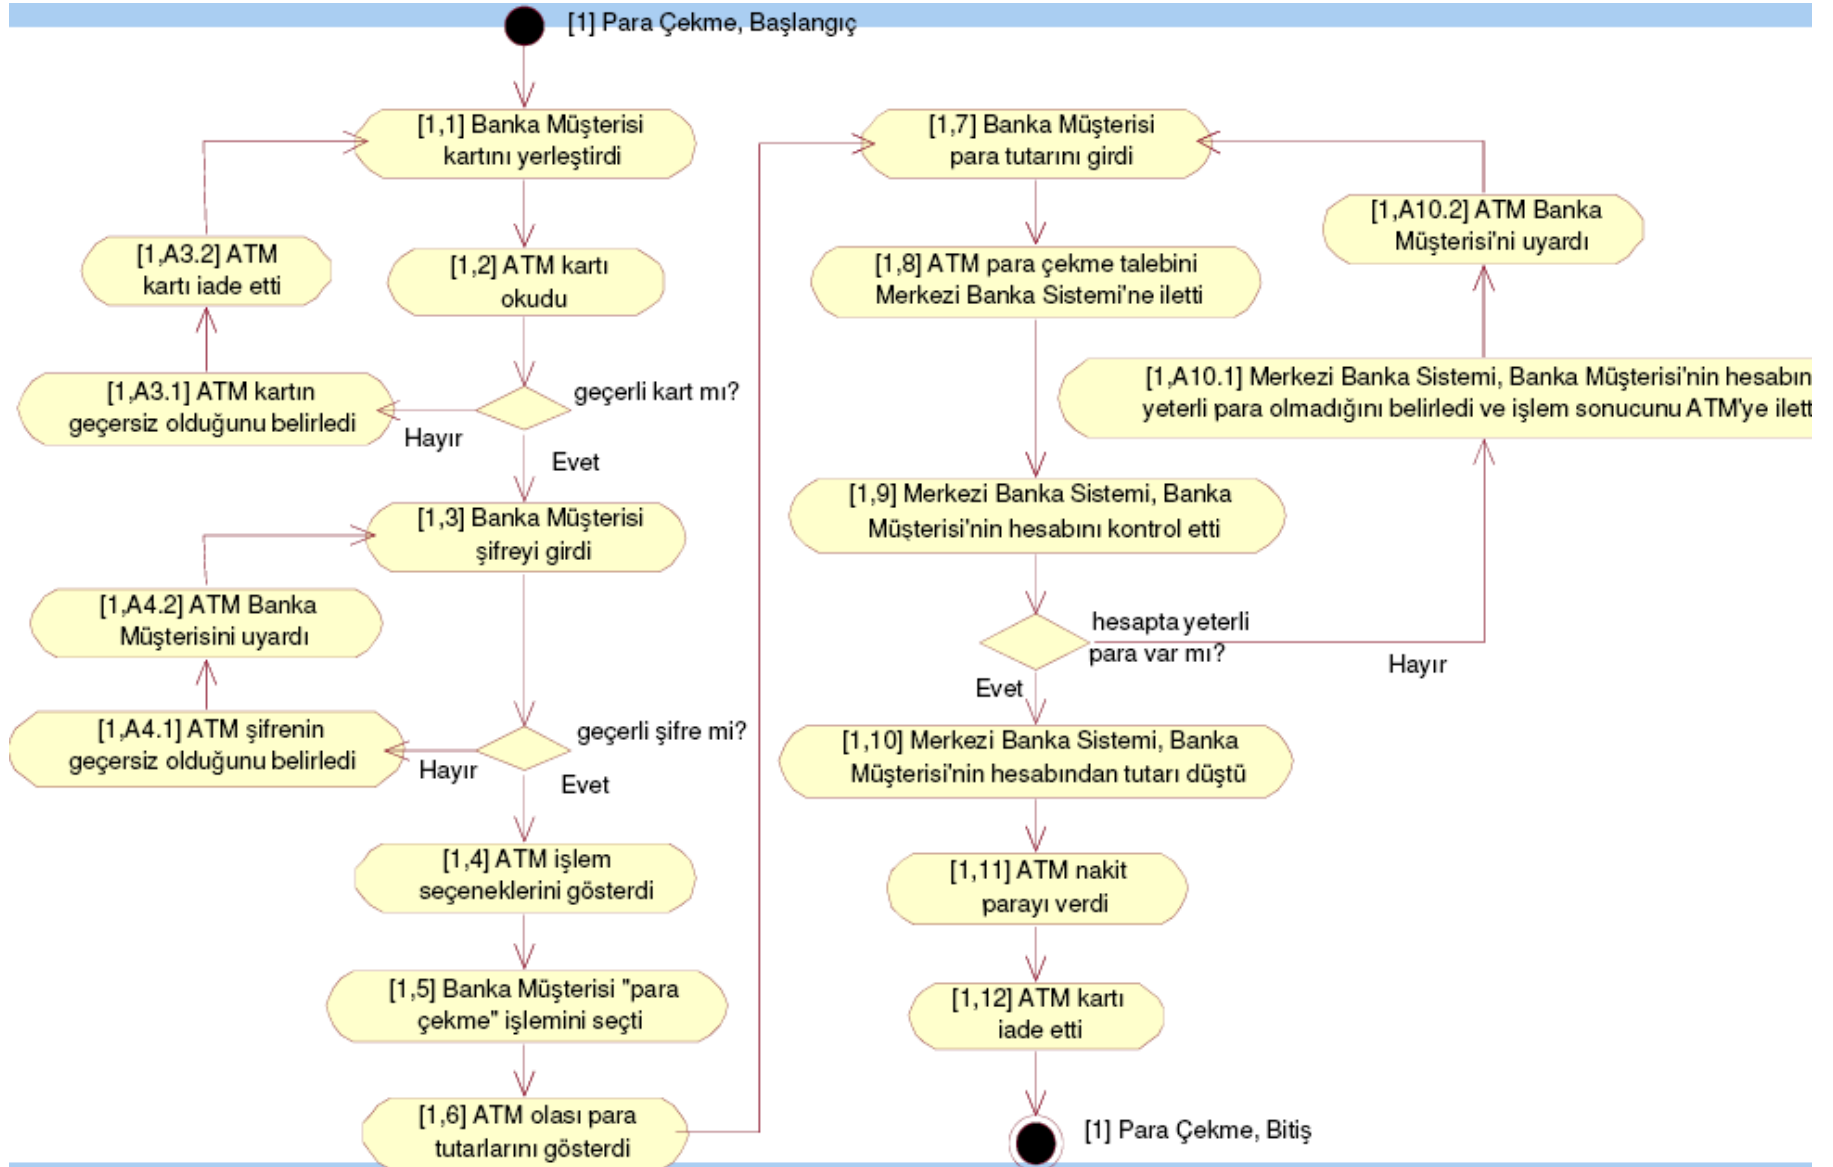 [1] Para Çekme, Başlangıç
[1,1] Banka Müşterisi
kartını yerleştirdi
[1,A3.2] ATM
kartı iade etti
[1,2] ATM kartı
okudu
[1,A3.1] ATM kartın
geçersiz olduğunu belirledi
geçerli kart mı?
Hayır
Evet
[1,3] Banka Müşterisi
şifreyi girdi
[1,A4.2] ATM Banka
Müşterisini uyardı
[1,A4.1] ATM şifrenin
geçersiz olduğunu belirledi
geçerli şifre mi?
Hayır
Evet
[1,4] ATM işlem
seçeneklerini gösterdi
[1,5] Banka Müşterisi "para
çekme" işlemini seçti
[1,6] ATM olası para
tutarlarını gösterdi
[1,7] Banka Müşterisi
para tutarını girdi
[1,A10.2] ATM Banka
Müşterisi'ni uyardı
[1,8] ATM para çekme talebini
Merkezi Banka Sistemi'ne iletti
[1,A10.1] Merkezi Banka Sistemi, Banka Müşterisi'nin hesabın
yeterli para olmadığını belirledi ve işlem sonucunu ATM'ye ilett
[1,9] Merkezi Banka Sistemi, Banka
Müşterisi'nin hesabını kontrol etti
hesapta yeterli
para var mı?
Hayır
Evet
[1,10] Merkezi Banka Sistemi, Banka
Müşterisi'nin hesabından tutarı düştü
[1,11] ATM nakit
parayı verdi
[1,12] ATM kartı
iade etti
[1] Para Çekme, Bitiş